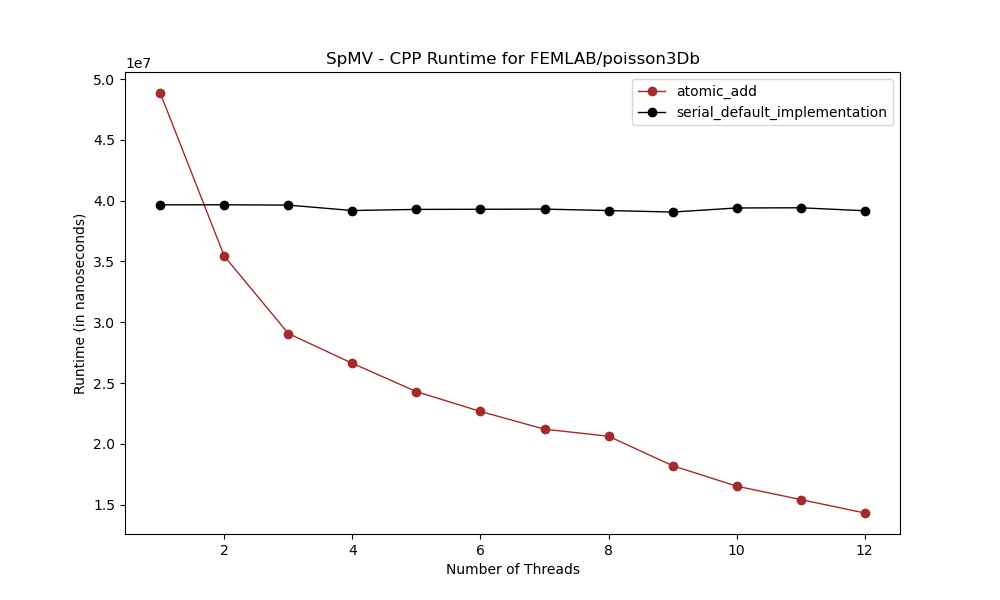 SpMV - CPP Runtime for FEMLAB/poisson3Db
1e7
atomic_add
serial_default_implementation
5.0
4.5
4.0
3.5
3.0
2.5
2.0
1.5
Runtime (in nanoseconds)
2 4 6 8 10 12
Number of Threads